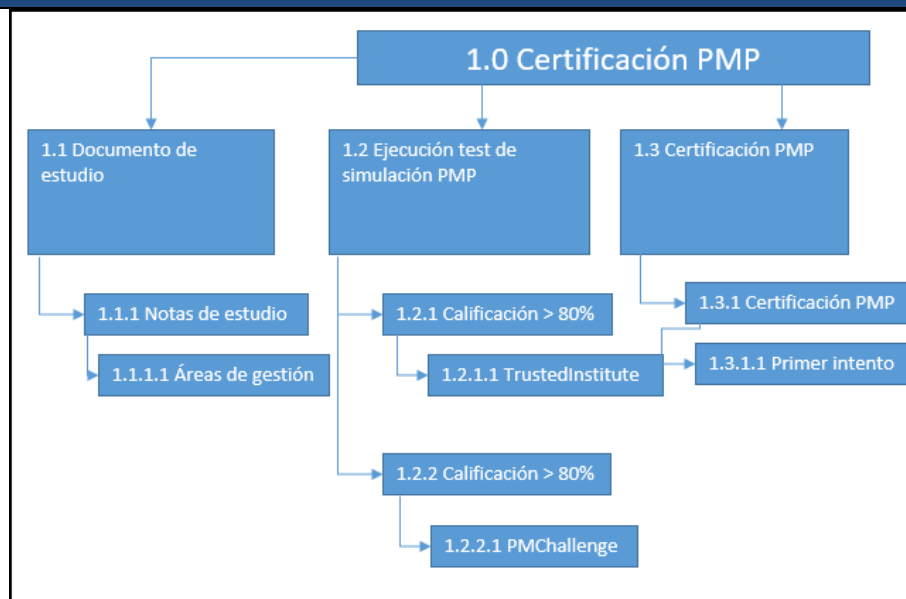 1.0 Certificación PMP
1.1 Documento de
estudio
1.2 Ejecución test de
simulación PMP
1.3 Certificación PMP
1.1.1 Notas de estudio
1.1.1.1 Áreas de gestión
1.2.1 Calificación > 80%
1.2.1.1 TrustedInstitute
1.2.2 Calificación > 80%
1.2.2.1 PMChallenge
1.3.1 Certificación PMP
1.3.1.1 Primer intento